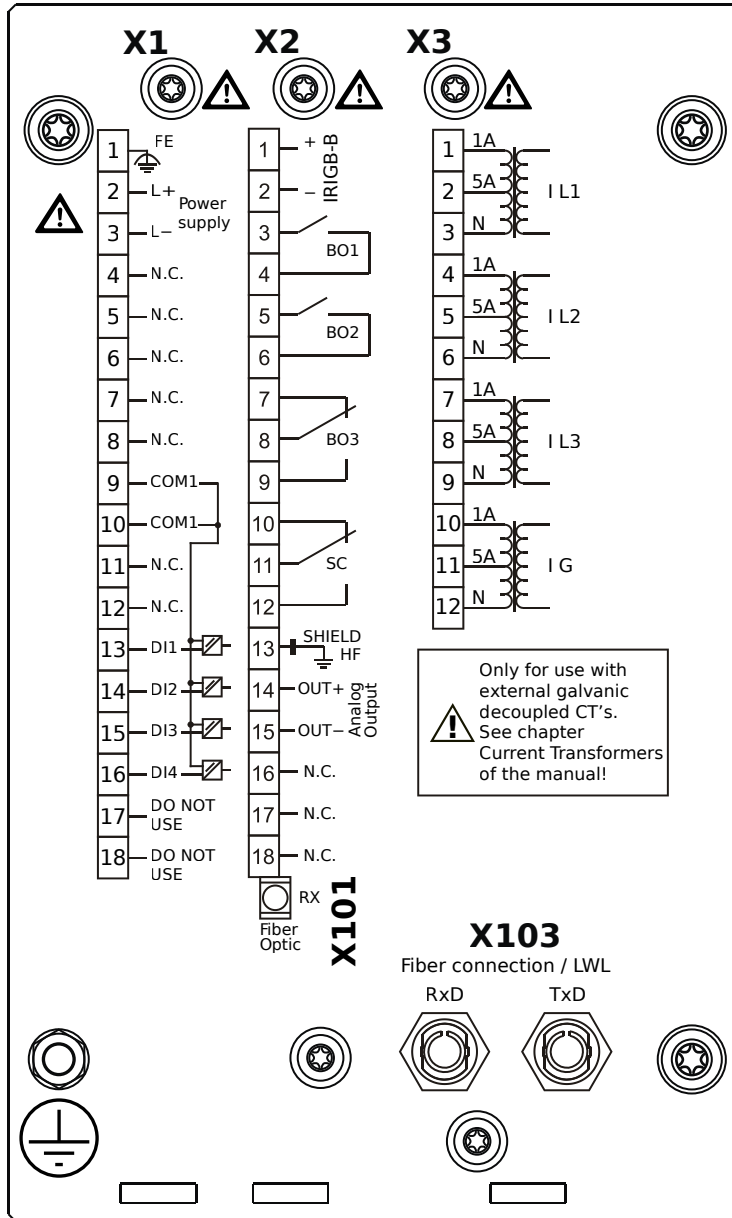 X1
X2
X3
1 FE
2 L+ Power
supply
3 L−
4 N.C.
5 N.C.
6 N.C.
7 N.C.
8 N.C.
9 COM1
10 COM1
11 N.C.
12 N.C.
13 DI1
14 DI2
15 DI3
16 DI4
17 DO NOT
USE
18 DO NOT
USE
1 +
IRIGB-B
2 −
3
BO1
4
5
BO2
6
7
8 BO3
9
10
11 SC
12
13 SHIELD
HF
14 OUT+
Analog
Output
15 OUT−
16 N.C.
17 N.C.
18 N.C.
RX
Fiber
Optic
X101
1 1A
2 5A I L1
3 N
4 1A
5 5A I L2
6 N
7 1A
8 5A I L3
9 N
10 1A
11 5A I G
12 N
Only for use with
external galvanic
decoupled CT's.
See chapter
Current Transformers
of the manual!
X103
Fiber connection / LWL
RxD TxD